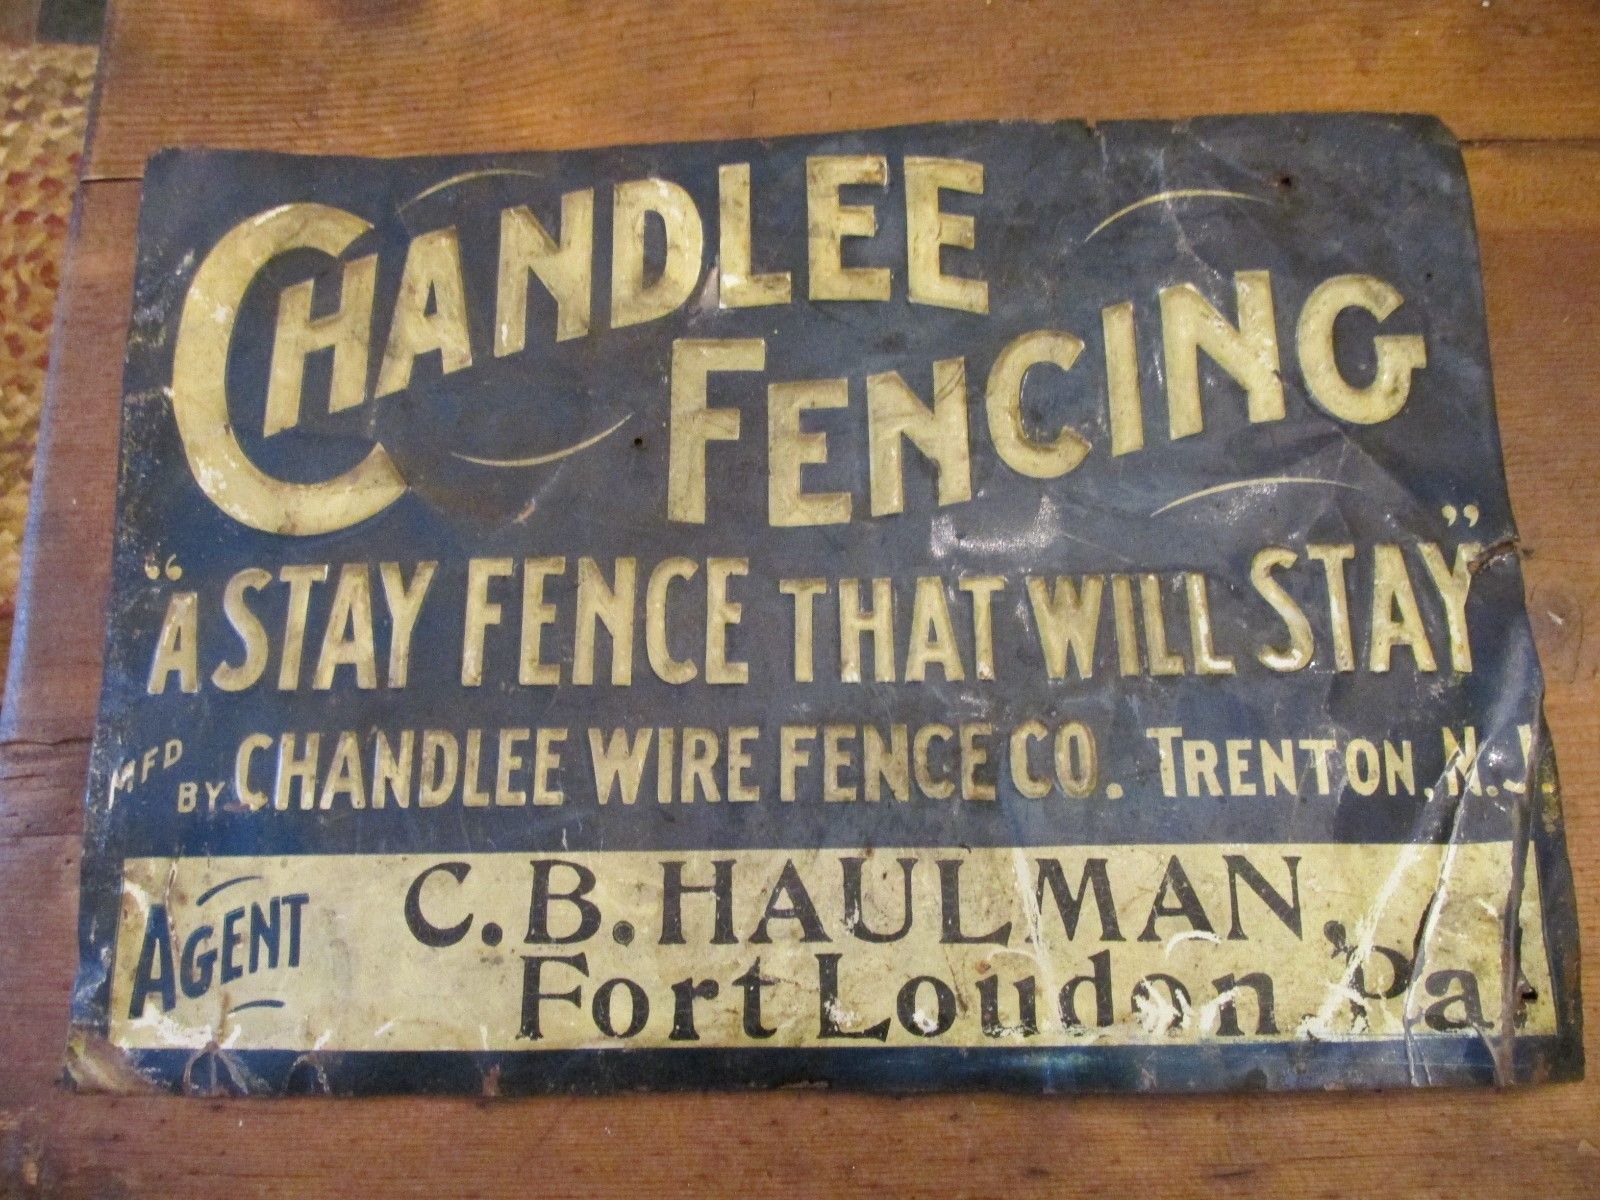 CHANDLEE
FENCING
“A STAY FENCE THAT WILL STAY”
MFD BY CHANDLEE WIRE FENCE CO. TRENTON, N.J.
AGENT
C.B. HAULMAN,
Fort Loudon, Pa.